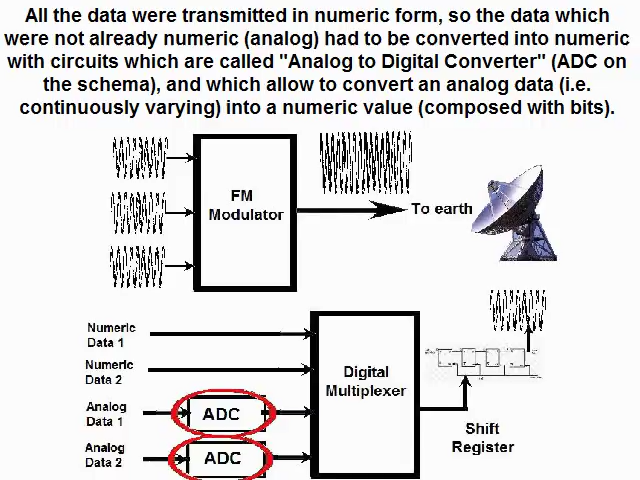 All the data were transmitted in numeric form, so the data which
were not already numeric (analog) had to be converted into numeric
with circuits which are called "Analog to Digital Converter" (ADC on
the schema), and which allow to convert an analog data (i.e.
continuously varying) into a numeric value (composed with bits).
FM
Modulator
To earth
Numeric
Data 1
Numeric
Data 2
Analog
Data 1
ADC
Analog
Data 2
ADC
Digital
Multiplexer
Shift
Register